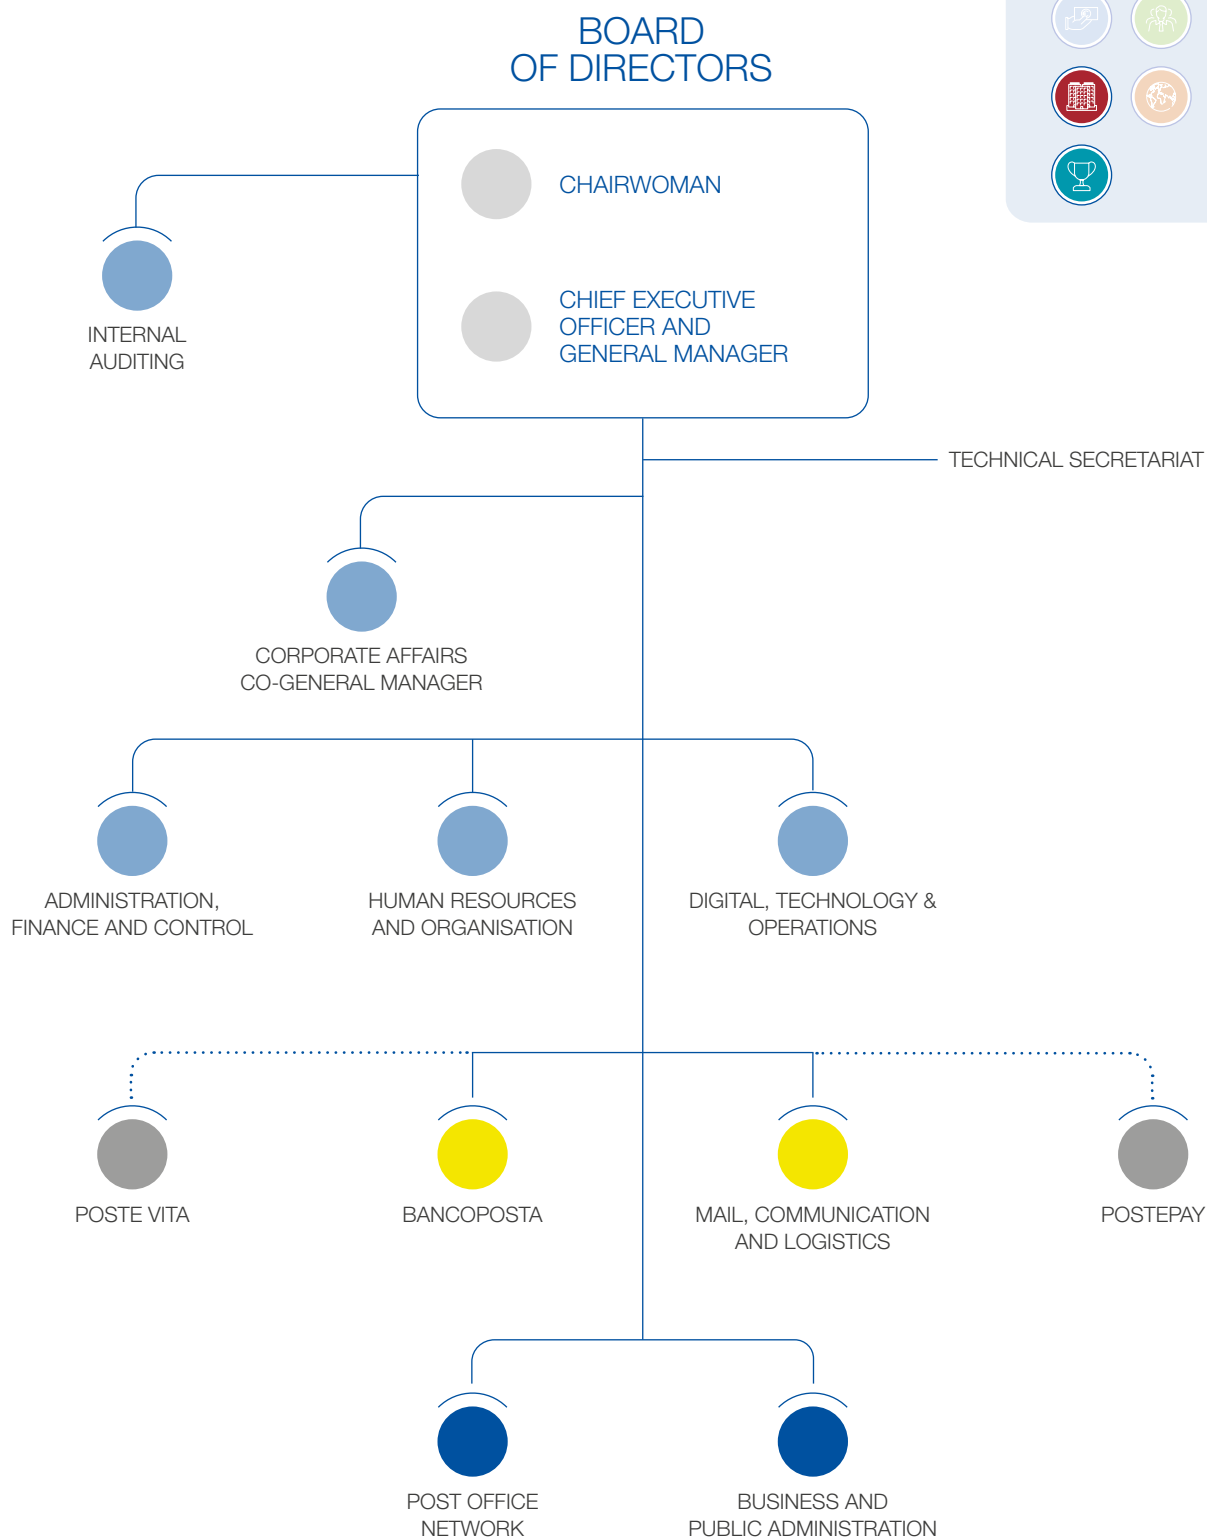 BOARD
OF DIRECTORS
CHAIRWOMAN
CHIEF EXECUTIVE
OFFICER AND
GENERAL MANAGER
INTERNAL
AUDITING
TECHNICAL SECRETARIAT
CORPORATE AFFAIRS
CO-GENERAL MANAGER
ADMINISTRATION,
FINANCE AND CONTROL
HUMAN RESOURCES
AND ORGANISATION
DIGITAL, TECHNOLOGY &
OPERATIONS
POSTE VITA
BANCOPOSTA
MAIL, COMMUNICATION
AND LOGISTICS
POSTEPAY
POST OFFICE
NETWORK
BUSINESS AND
PUBLIC ADMINISTRATION